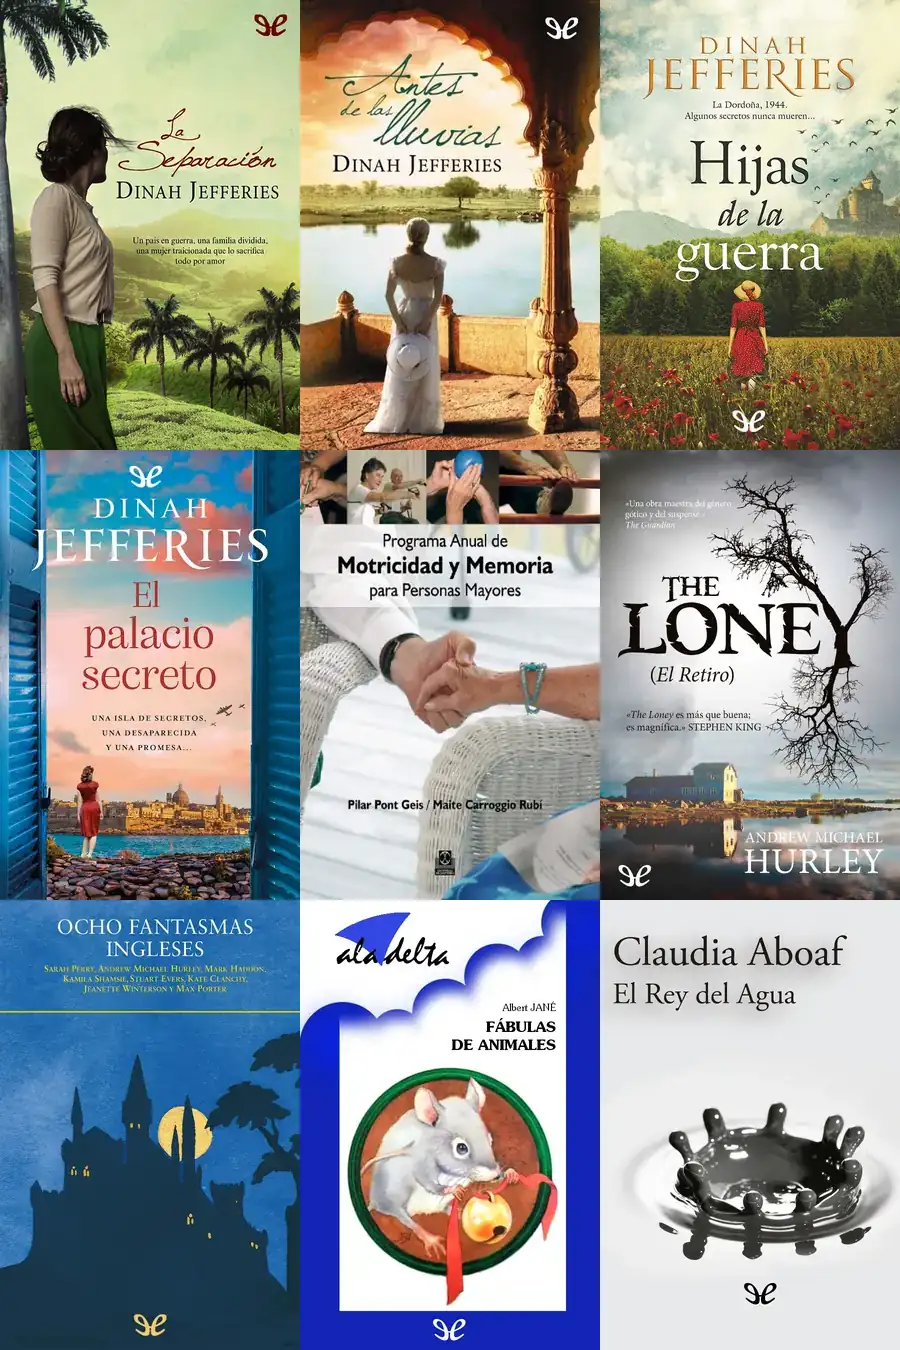 La
Separación
DINAH JEFFERIES
Un país en guerra, una familia dividida,
una mujer traicionada que lo sacrifica
todo por amor
Antes
de las
lluvias
DINAH JEFFERIES
DINAH
JEFFERIES
La Dordoña, 1944.
Algunos secretos nunca mueren...
Hijas
de la
guerra
DINAH
JEFFERIES
El
palacio
secreto
UNA ISLA DE SECRETOS,
UNA DESAPARECIDA
Y UNA PROMESA...
Programa Anual de
Motricidad y Memoria
para Personas Mayores
Pilar Pont Geis / Maite Carroggio Rubí
«Una obra maestra del género
gótico y del suspense.»
The Guardian
THE
LONEY
(El Retiro)
«The Loney es más que buena;
es magnífica.» STEPHEN KING
ANDREW MICHAEL
HURLEY
OCHO FANTASMAS
INGLESES
SARAH PERRY, ANDREW MICHAEL HURLEY, MARK HADDON,
KAMILA SHAMSIE, STUART EVERS, KATE CLANCHY,
JEANETTE WINTERSON Y MAX PORTER
ala delta
Albert JANÉ
FÁBULAS
DE ANIMALES
Claudia Aboaf
El Rey del Agua